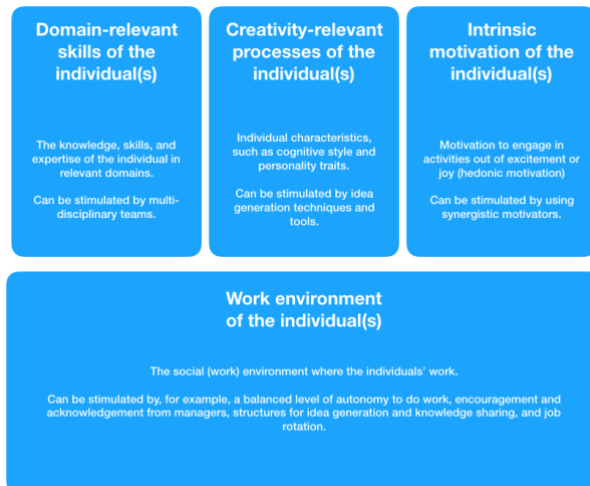 Domain-relevant
skills of the
individual(s)
The knowledge, skills, and
expertise of the individual in
relevant domains.
Can be stimulated by multi-
disciplinary teams.
Creativity-relevant
processes of the
individual(s)
Individual characteristics,
such as cognitive style and
personality traits.
Can be stimulated by idea
generation techniques and
tools.
Intrinsic
motivation of the
individual(s)
Motivation to engage in
activities out of excitement or
joy (hedonic motivation)
Can be stimulated by using
synergistic motivators.
Work environment
of the individual(s)
The social (work) environment where the individuals' work.
Can be stimulated by, for example, a balanced level of autonomy to do work, encouragement and
acknowledgement from managers, structures for idea generation and knowledge sharing, and job
rotation.